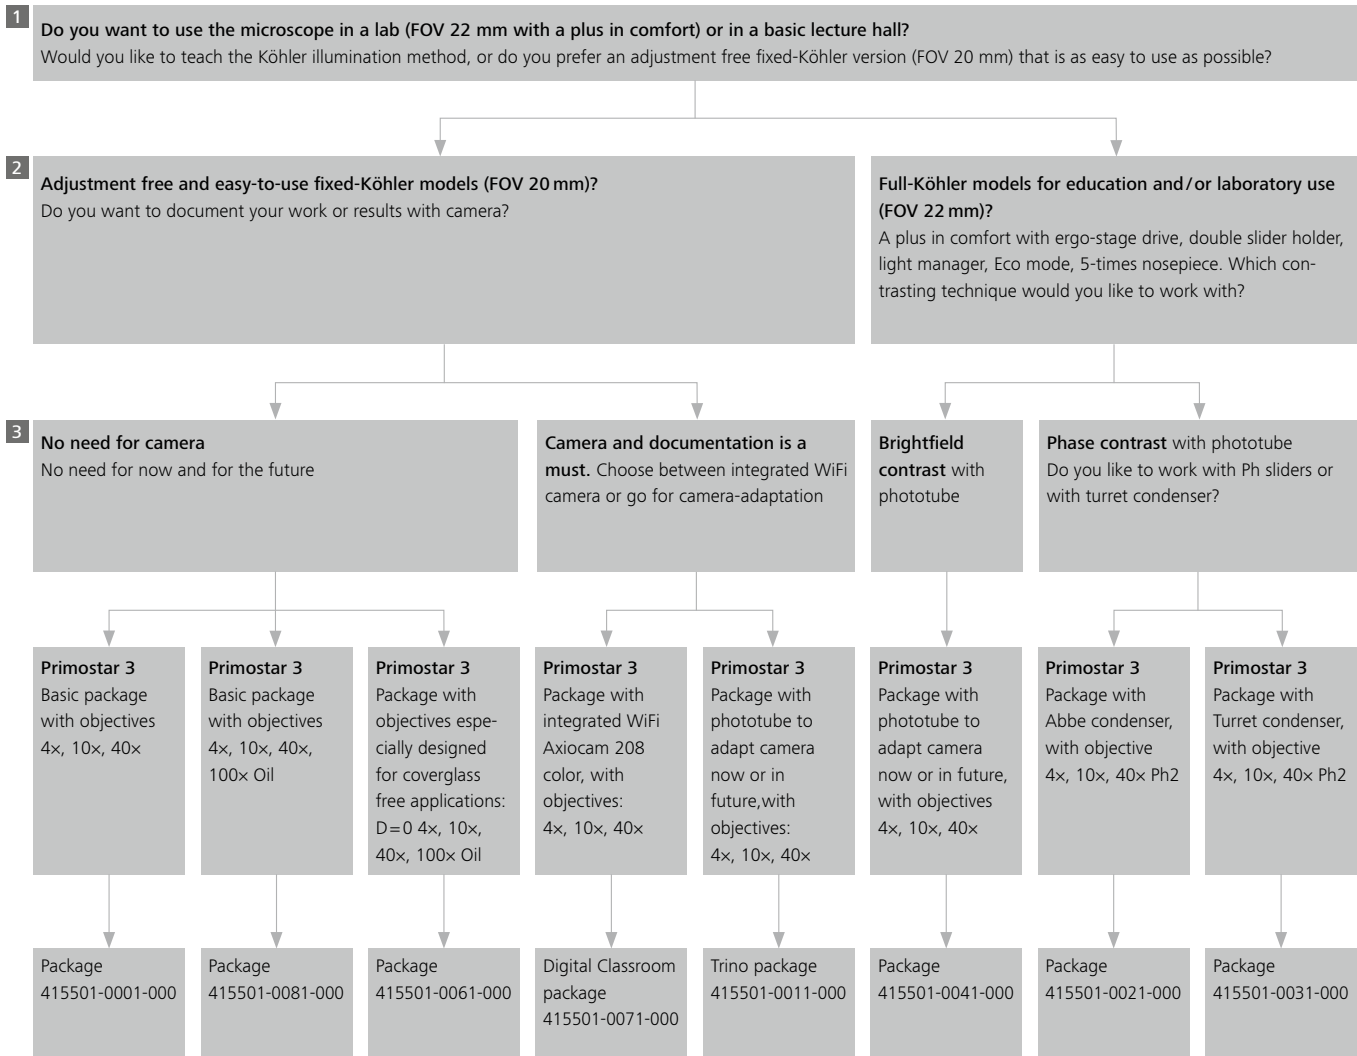 1
Do you want to use the microscope in a lab (FOV 22 mm with a plus in comfort) or in a basic lecture hall?
Would you like to teach the Köhler illumination method, or do you prefer an adjustment free fixed-Köhler version (FOV 20 mm) that is as easy to use as possible?
2
Adjustment free and easy-to-use fixed-Köhler models (FOV 20 mm)?
Do you want to document your work or results with camera?
Full-Köhler models for education and/or laboratory use
(FOV 22 mm)?
A plus in comfort with ergo-stage drive, double slider holder,
light manager, Eco mode, 5-times nosepiece. Which con-
trasting technique would you like to work with?
3
No need for camera
No need for now and for the future
Camera and documentation is a
must. Choose between integrated WiFi
camera or go for camera-adaptation
Brightfield
contrast with
phototube
Phase contrast with phototube
Do you like to work with Ph sliders or
with turret condenser?
Primostar 3
Basic package
with objectives
4×, 10×, 40×
Primostar 3
Basic package
with objectives
4×, 10×, 40×,
100× Oil
Primostar 3
Package with
objectives espe-
cially designed
for coverglass
free applications:
D=0 4×, 10×,
40×, 100× Oil
Primostar 3
Package with
integrated WiFi
Axiocam 208
color, with
objectives:
4×, 10×, 40×
Primostar 3
Package with
phototube to
adapt camera
now or in
future,with
objectives:
4×, 10×, 40×
Primostar 3
Package with
phototube to
adapt camera
now or in future,
with objectives
4×, 10×, 40×
Primostar 3
Package with
Abbe condenser,
with objective
4×, 10×, 40× Ph2
Primostar 3
Package with
Turret condenser,
with objective
4×, 10×, 40× Ph2
Package
415501-0001-000
Package
415501-0081-000
Package
415501-0061-000
Digital Classroom
package
415501-0071-000
Trino package
415501-0011-000
Package
415501-0041-000
Package
415501-0021-000
Package
415501-0031-000